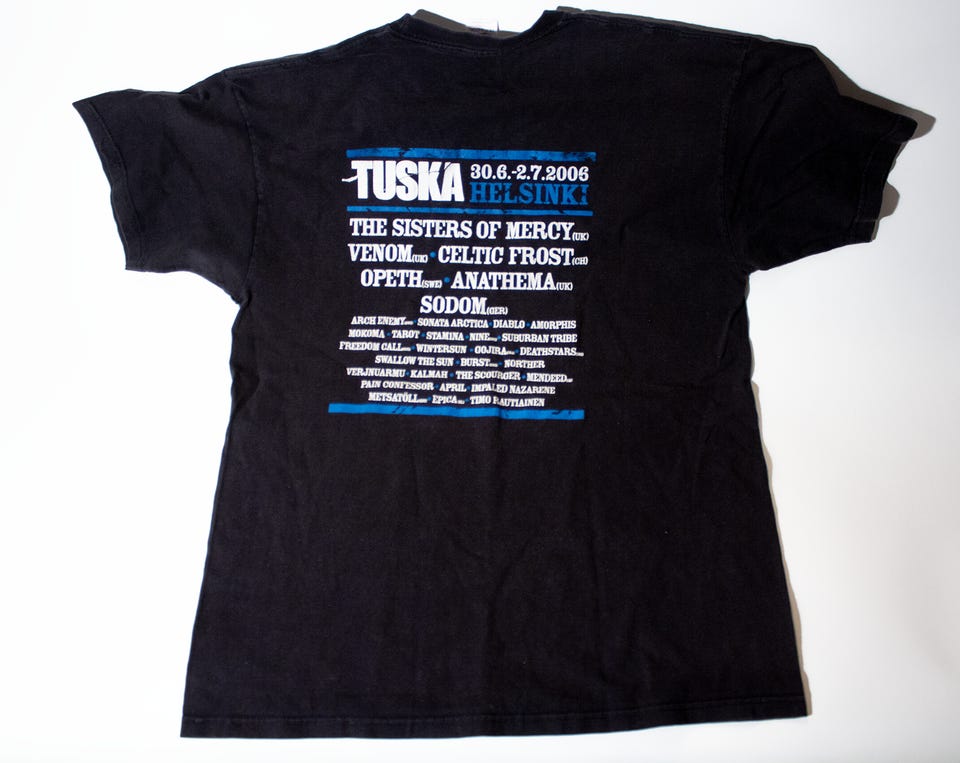 TUSKA 30.6.-2.7.2006
HELSINKI
THE SISTERS OF MERCY(UK)
VENOM(UK) • CELTIC FROST(CH)
OPETH(SWE) • ANATHEMA(UK)
SODOM(GER)
ARCH ENEMY • SONATA ARCTICA • DIABLO • AMORPHIS
MOKOMA • TAROT • STAMINA • NINE • SUBURBAN TRIBE
FREEDOM CALL • WINTERSUN • GOJIRA • DEATHSTARS
SWALLOW THE SUN • BURST • NORTHER
VERJNUARMU • KALMAH • THE SCOURGER • MENDEED
PAIN CONFESSOR • APRIL • IMPALED NAZARENE
METSATÖLL • EPICA • TIMO RAUTIAINEN